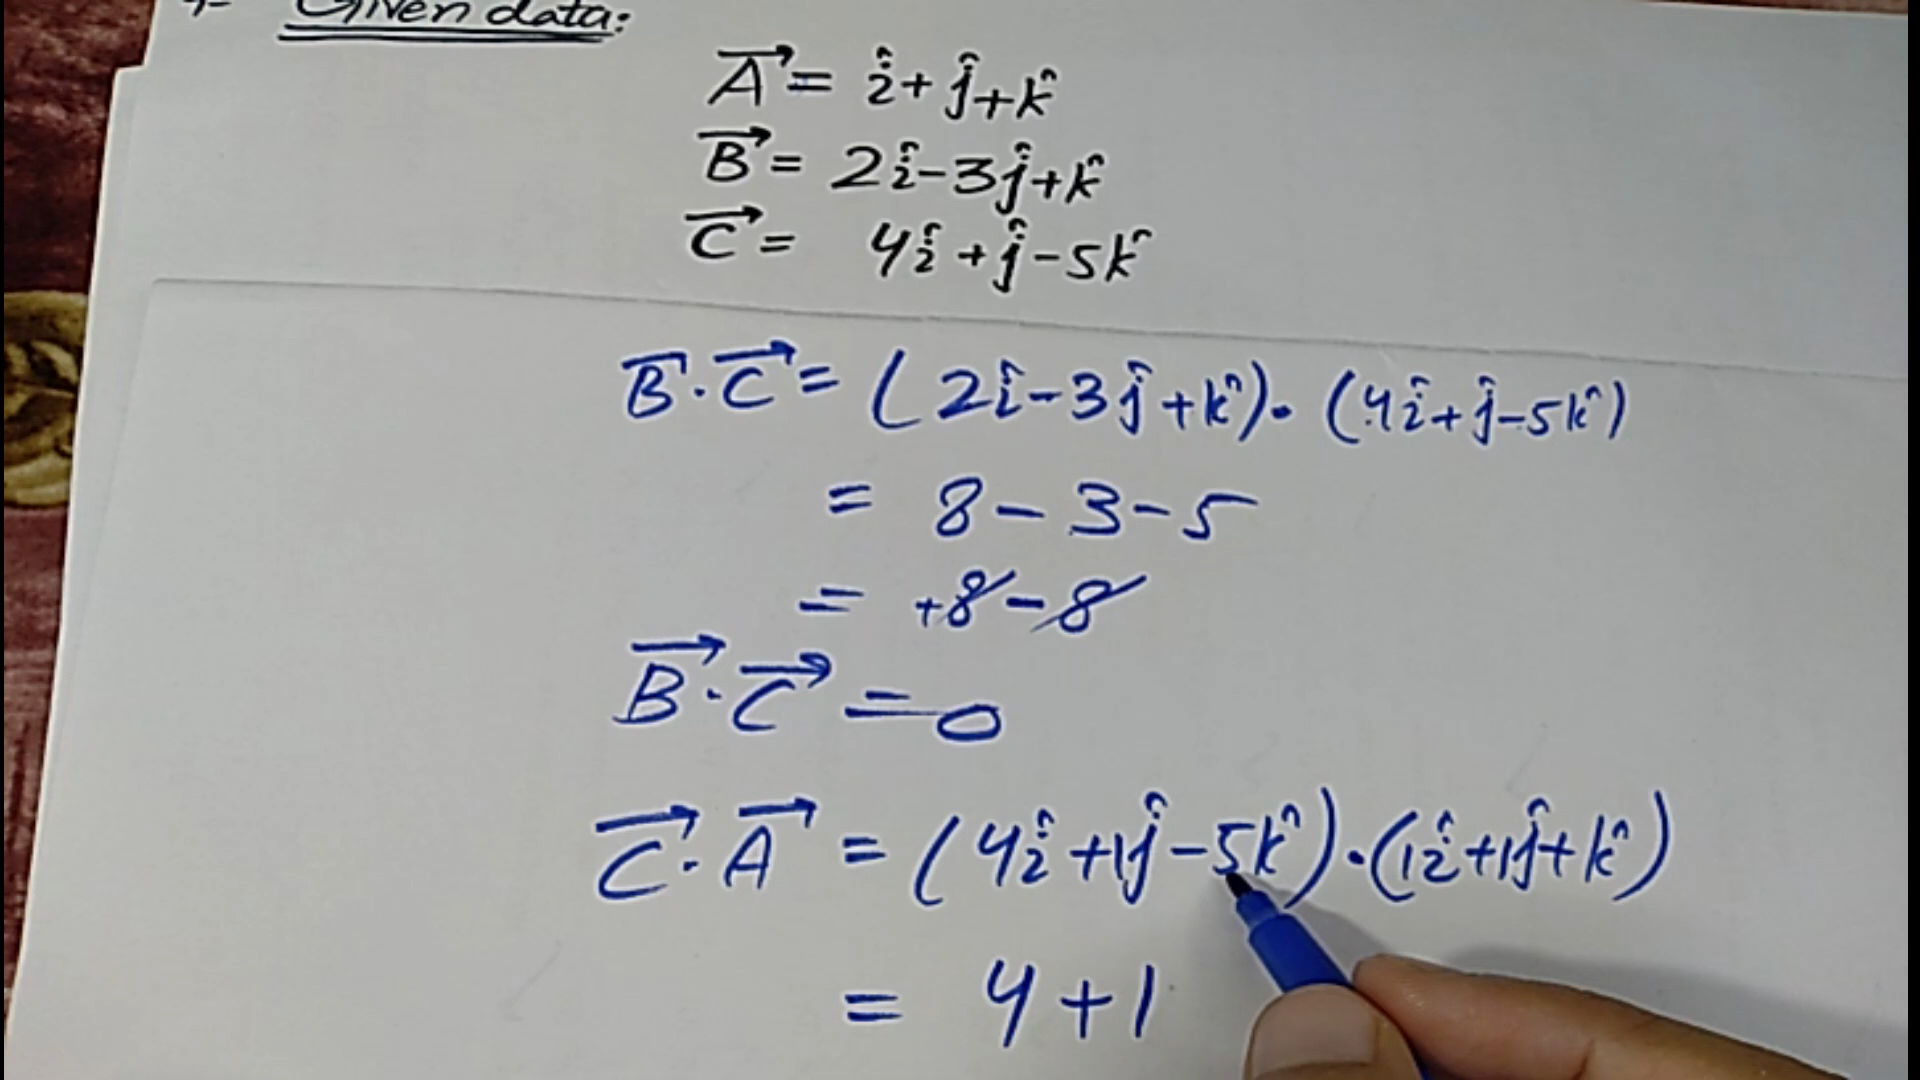 Given data:
A⃗ = î + ĵ + k̂
B⃗ = 2î - 3ĵ + k̂
C⃗ = 4î + ĵ - 5k̂
B⃗ . C⃗ = (2î - 3ĵ + k̂) . (4î + ĵ - 5k̂)
= 8 - 3 - 5
= +8 - 8
B⃗ . C⃗ = 0
C⃗ . A⃗ = (4î + 1ĵ - 5k̂) . (1î + 1ĵ + k̂)
= 4 + 1